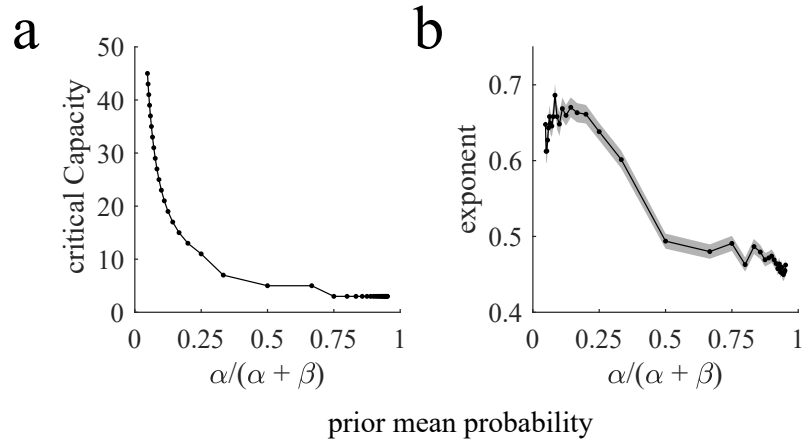 a
b
50
40
30
20
10
0
critical Capacity
0 0.25 0.5 0.75 1
α/(α + β)
0.7
0.6
0.5
0.4
exponent
0 0.25 0.5 0.75 1
α/(α + β)
prior mean probability